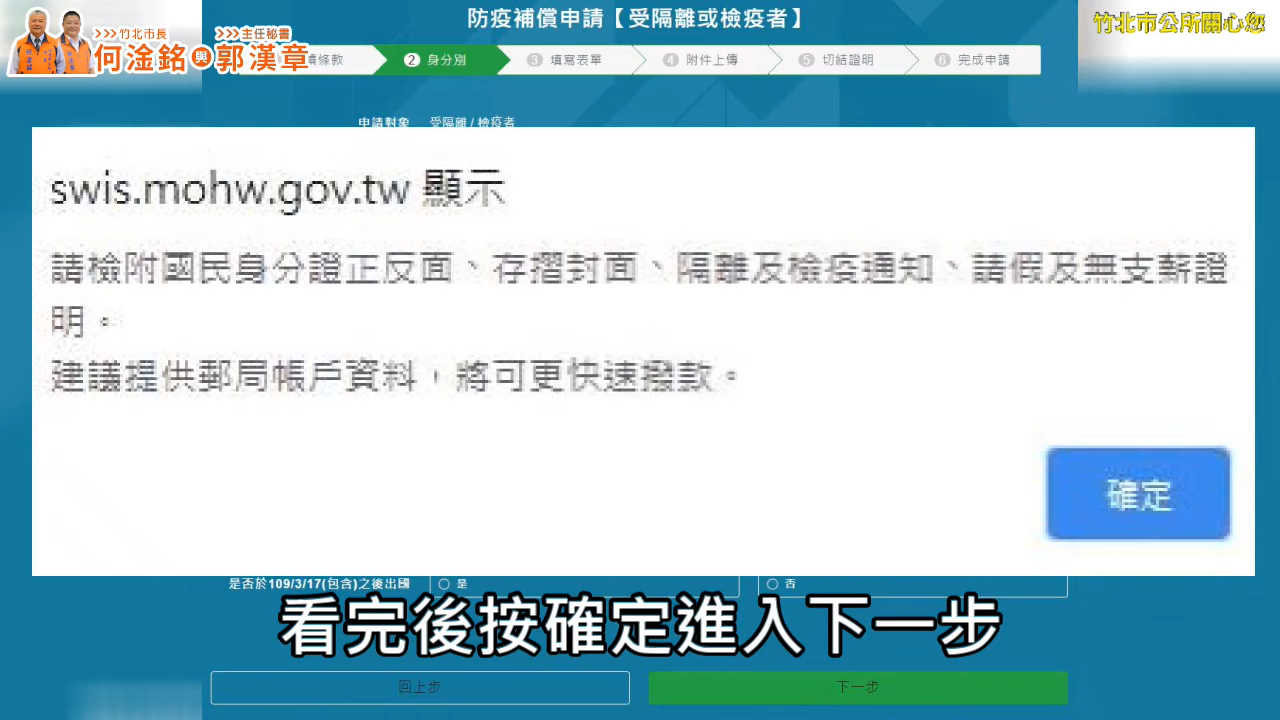 防疫補償申請【受隔離或檢疫者】
竹北市公所關心您
>>>竹北市長 >>>主任秘書
何淦銘與郭漢章
讀條款 2 身分別 3 填寫表單 4 附件上傳 5 切結證明 6 完成申請
申請對象 受隔離 / 檢疫者
swis.mohw.gov.tw 顯示
請檢附國民身分證正反面、存摺封面、隔離及檢疫通知、請假及無支薪證
明。
建議提供郵局帳戶資料，將可更快速撥款。
確定
是否於109/3/17(包含)之後出國 是 否
看完後按確定進入下一步
回上步 下一步